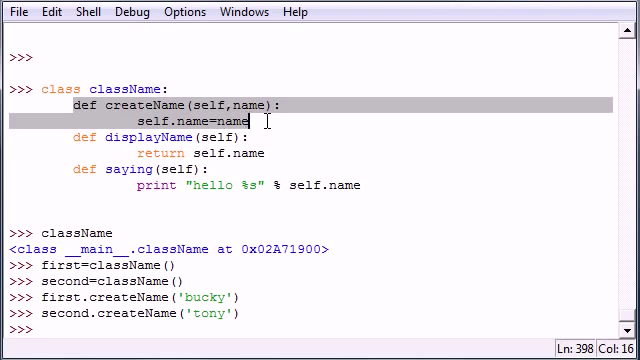 File Edit Shell Debug Options Windows Help
>>>
>>> class className:
def createName(self,name):
self.name=name
def displayName(self):
return self.name
def saying(self):
print "hello %s" % self.name
>>> className
<class __main__.className at 0x02A71900>
>>> first=className()
>>> second=className()
>>> first.createName('bucky')
>>> second.createName('tony')
>>>
Ln: 398 Col: 16